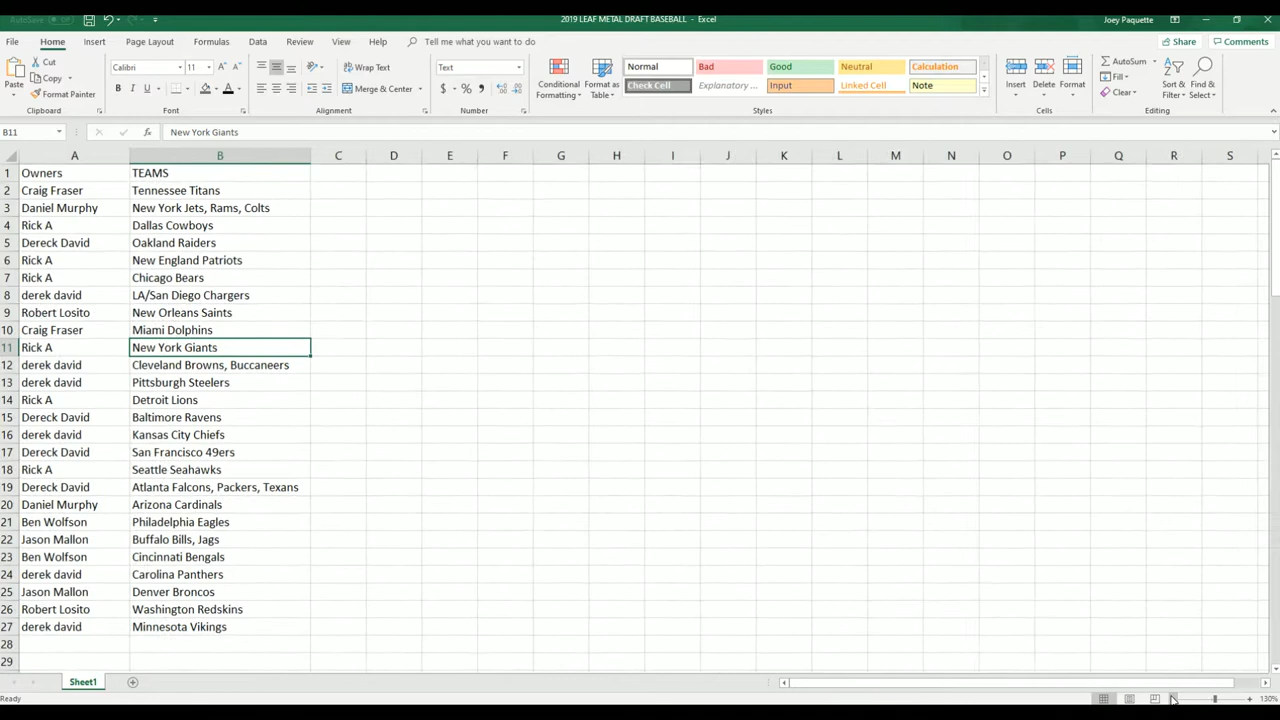 AutoSave Off 2019 LEAF METAL DRAFT BASEBALL - Excel Joey Paquette
File Home Insert Page Layout Formulas Data Review View Help Tell me what you want to do Share Comments
Paste Cut Copy Format Painter Clipboard
Calibri 11 A A B I U A Font
Wrap Text Merge & Center Alignment
Text $ % , Number
Conditional Formatting Format as Table
Normal Bad Good Neutral Calculation
Check Cell Explanatory ... Input Linked Cell Note
Styles
Insert Delete Format Cells
AutoSum Fill Clear Sort & Filter Find & Select Editing
B11 fx New York Giants
A B C D E F G H I J K L M N O P Q R S
1 Owners TEAMS
2 Craig Fraser Tennessee Titans
3 Daniel Murphy New York Jets, Rams, Colts
4 Rick A Dallas Cowboys
5 Dereck David Oakland Raiders
6 Rick A New England Patriots
7 Rick A Chicago Bears
8 derek david LA/San Diego Chargers
9 Robert Losito New Orleans Saints
10 Craig Fraser Miami Dolphins
11 Rick A New York Giants
12 derek david Cleveland Browns, Buccaneers
13 derek david Pittsburgh Steelers
14 Rick A Detroit Lions
15 Dereck David Baltimore Ravens
16 derek david Kansas City Chiefs
17 Dereck David San Francisco 49ers
18 Rick A Seattle Seahawks
19 Dereck David Atlanta Falcons, Packers, Texans
20 Daniel Murphy Arizona Cardinals
21 Ben Wolfson Philadelphia Eagles
22 Jason Mallon Buffalo Bills, Jags
23 Ben Wolfson Cincinnati Bengals
24 derek david Carolina Panthers
25 Jason Mallon Denver Broncos
26 Robert Losito Washington Redskins
27 derek david Minnesota Vikings
28
29
Sheet1
Ready 130%